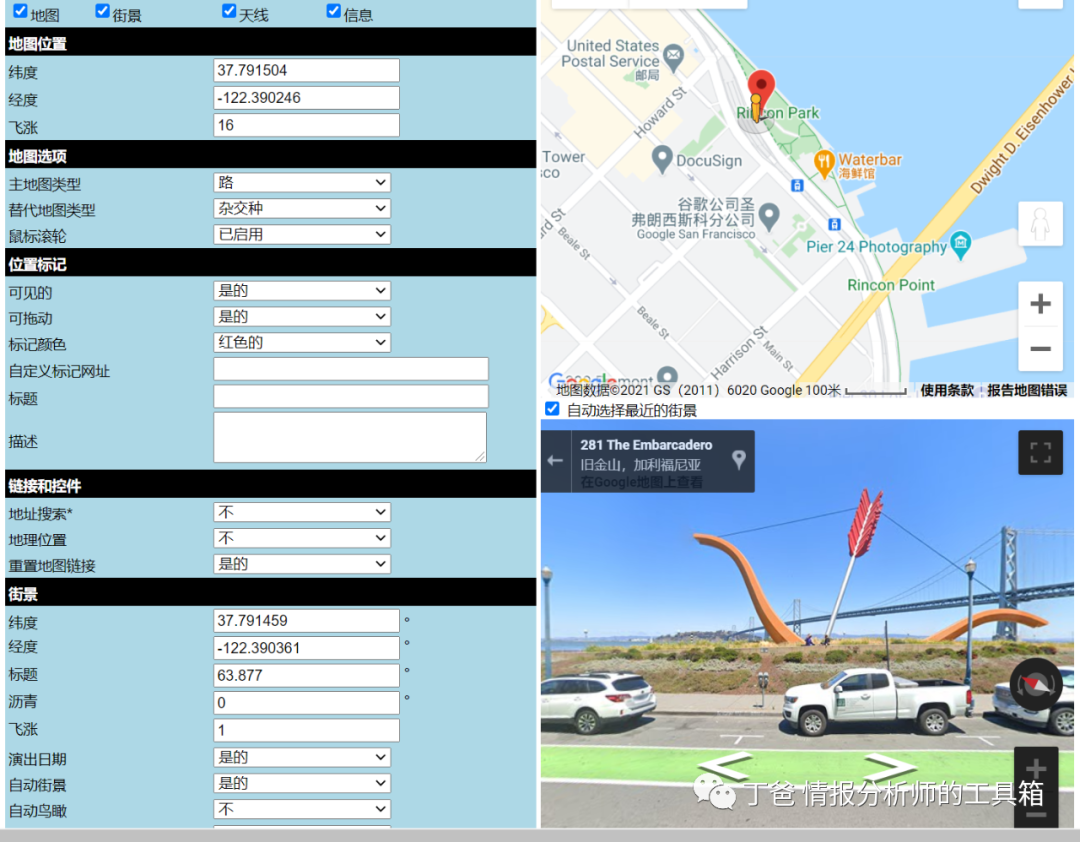 地图 街景 天线 信息
地图位置
纬度 37.791504
经度 -122.390246
飞涨 16
地图选项
主地图类型 路
替代地图类型 杂交种
鼠标滚轮 已启用
位置标记
可见的 是的
可拖动 是的
标记颜色 红色的
自定义标记网址
标题
描述
链接和控件
地址搜索* 不
地理位置 不
重置地图链接 是的
街景
纬度 37.791459 °
经度 -122.390361 °
标题 63.877 °
沥青 0 °
飞涨 1
演出日期 是的
自动街景 是的
自动鸟瞰 不
United States
Postal Service
邮局
Howard St
Rincon Park
Dwight D. Eisenhower
Tower
sco
DocuSign
Waterbar
海鲜馆
谷歌公司圣
弗朗西斯科分公司
Google San Francisco
rd St
Beale St
Pier 24 Photography
Rincon Point
Beale St
Harrison St
Main St
Google
地图数据©2021 GS（2011）6020 Google 100米 使用条款 报告地图错误
自动选择最近的街景
281 The Embarcadero
旧金山，加利福尼亚
在Google地图上查看
丁爸 情报分析师的工具箱